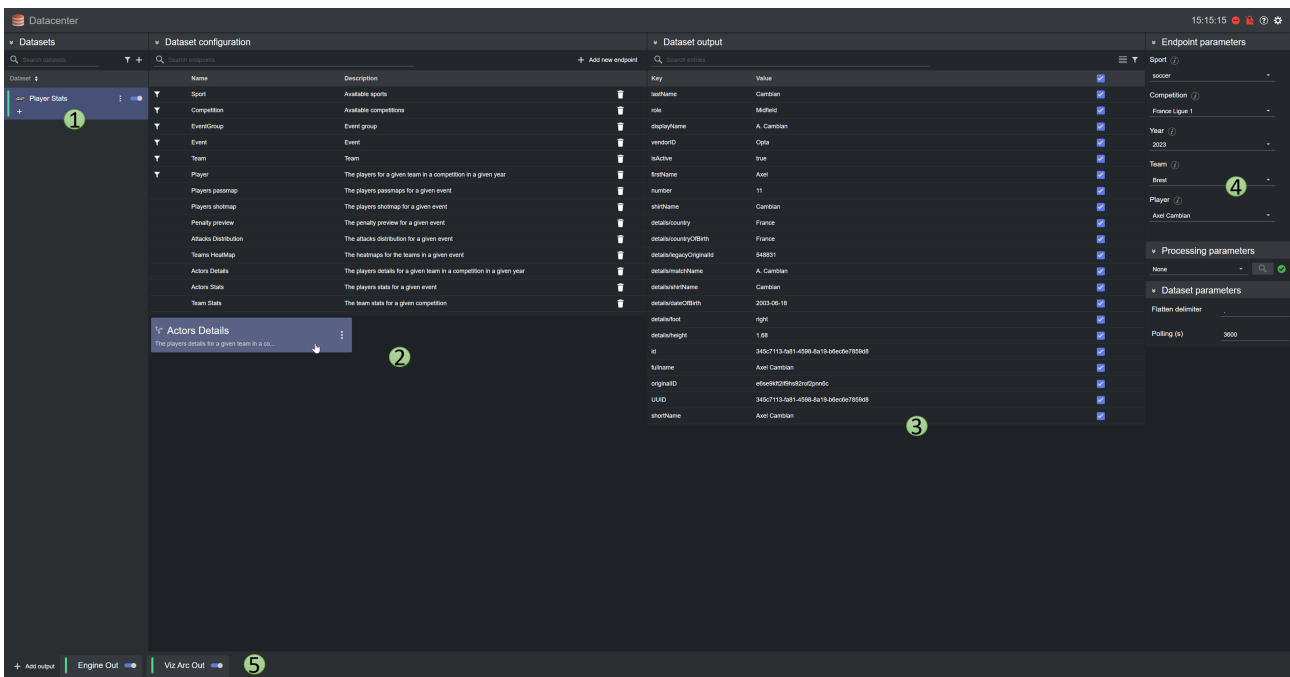 Datacenter
15:15:15
Datasets
Search datasets
Dataset
Player Stats
+
1
Dataset configuration
Search endpoints
+ Add new endpoint
Name Description
Sport Available sports
Competition Available competitions
EventGroup Event group
Event Event
Team Team
Player The players for a given team in a competition in a given year
Players passmap The players passmaps for a given event
Players shotmap The players shotmap for a given event
Penalty preview The penalty preview for a given event
Attacks Distribution The attacks distribution for a given event
Teams HeatMap The heatmaps for the teams in a given event
Actors Details The players details for a given team in a competition in a given year
Actors Stats The players stats for a given event
Team Stats The team stats for a given competition
Actors Details
The players details for a given team in a co...
2
Dataset output
Search entries
Key Value
lastName Cambian
role Midfield
displayName A. Cambian
vendorID Opta
isActive true
firstName Axel
number 11
shirtName Cambian
details/country France
details/countryOfBirth France
details/legacyOriginalId 548831
details/matchName A. Cambian
details/shirtName Cambian
details/dateOfBirth 2003-06-18
details/foot right
details/height 1.68
id 345c7113-fa81-4598-8a19-b6ec6e7859d8
fullname Axel Cambian
originalID
UUID 345c7113-fa81-4598-8a19-b6ec6e7859d8
shortName Axel Cambian
3
Endpoint parameters
Sport
soccer
Competition
France Ligue 1
Year
2023
Team
Brest
4
Player
Axel Cambian
Processing parameters
None
Dataset parameters
Flatten delimiter .
Polling (s) 3600
+ Add output
Engine Out
Viz Arc Out
5